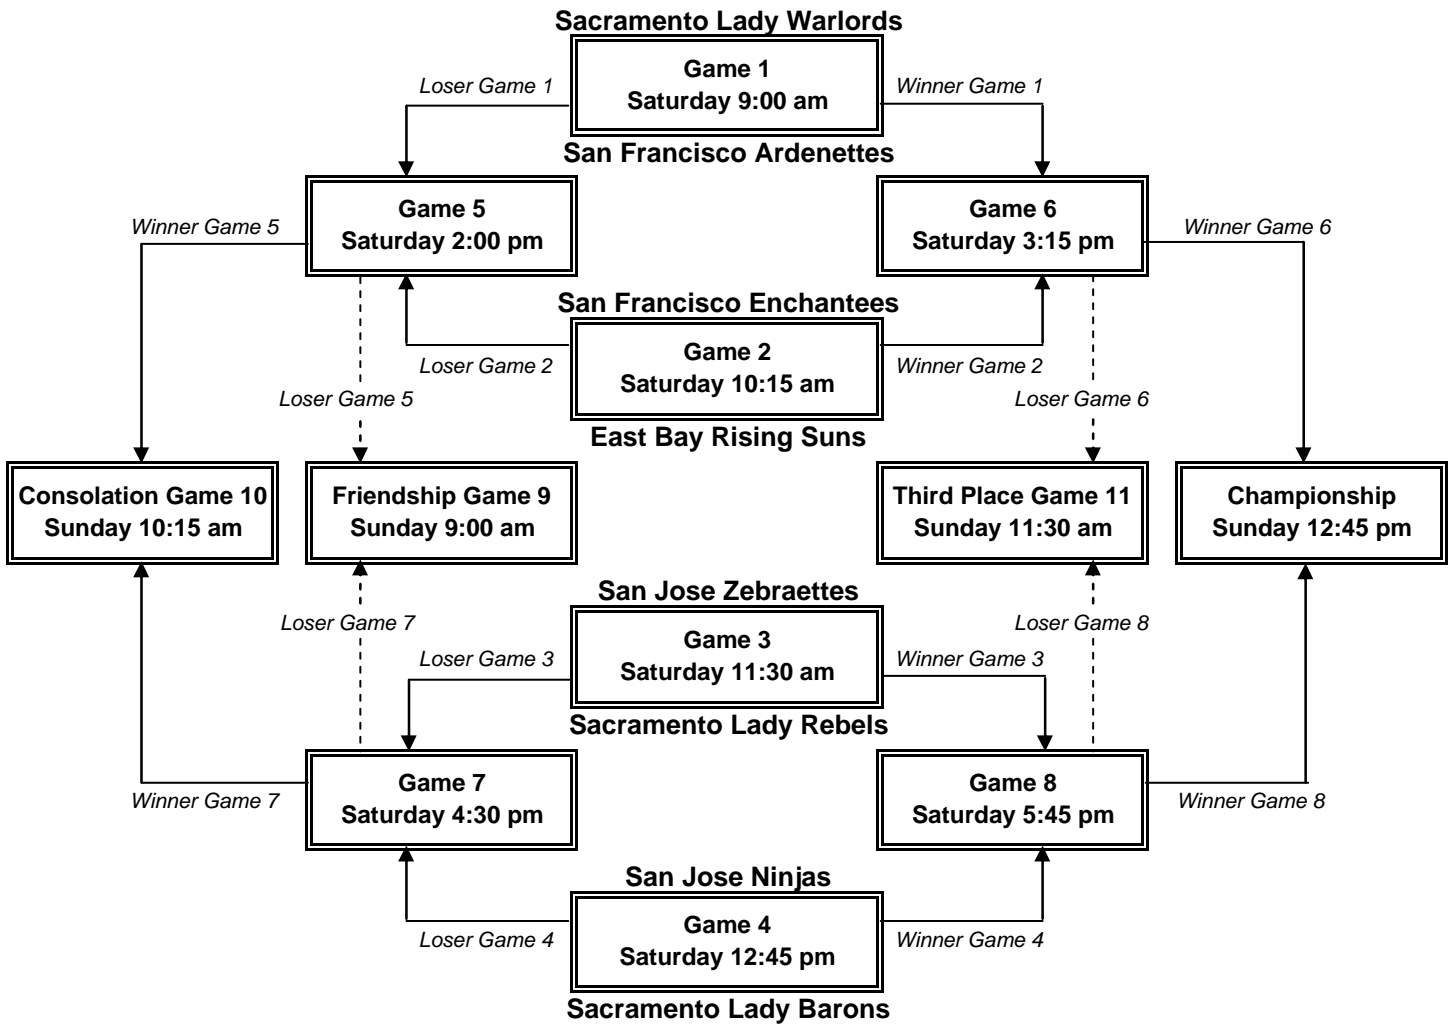 Sacramento Lady Warlords
Game 1
Saturday 9:00 am
Loser Game 1
Winner Game 1
San Francisco Ardenettes
Game 5
Saturday 2:00 pm
Game 6
Saturday 3:15 pm
Winner Game 5
Winner Game 6
San Francisco Enchantees
Game 2
Saturday 10:15 am
Loser Game 2
Winner Game 2
Loser Game 5
Loser Game 6
East Bay Rising Suns
Consolation Game 10
Sunday 10:15 am
Friendship Game 9
Sunday 9:00 am
Third Place Game 11
Sunday 11:30 am
Championship
Sunday 12:45 pm
San Jose Zebraettes
Loser Game 7
Loser Game 8
Game 3
Saturday 11:30 am
Loser Game 3
Winner Game 3
Sacramento Lady Rebels
Game 7
Saturday 4:30 pm
Game 8
Saturday 5:45 pm
Winner Game 7
Winner Game 8
San Jose Ninjas
Game 4
Saturday 12:45 pm
Loser Game 4
Winner Game 4
Sacramento Lady Barons